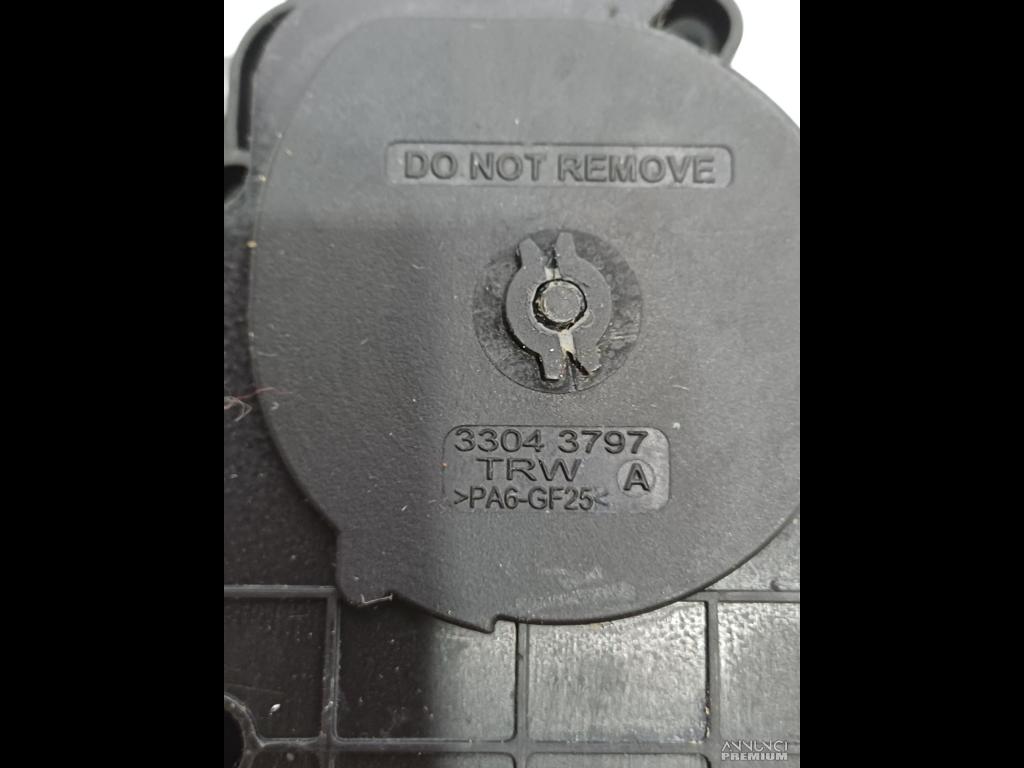 DO NOT REMOVE
3304 3797
TRW A
>PA6-GF25<
ANNUNCI
PREMIUM